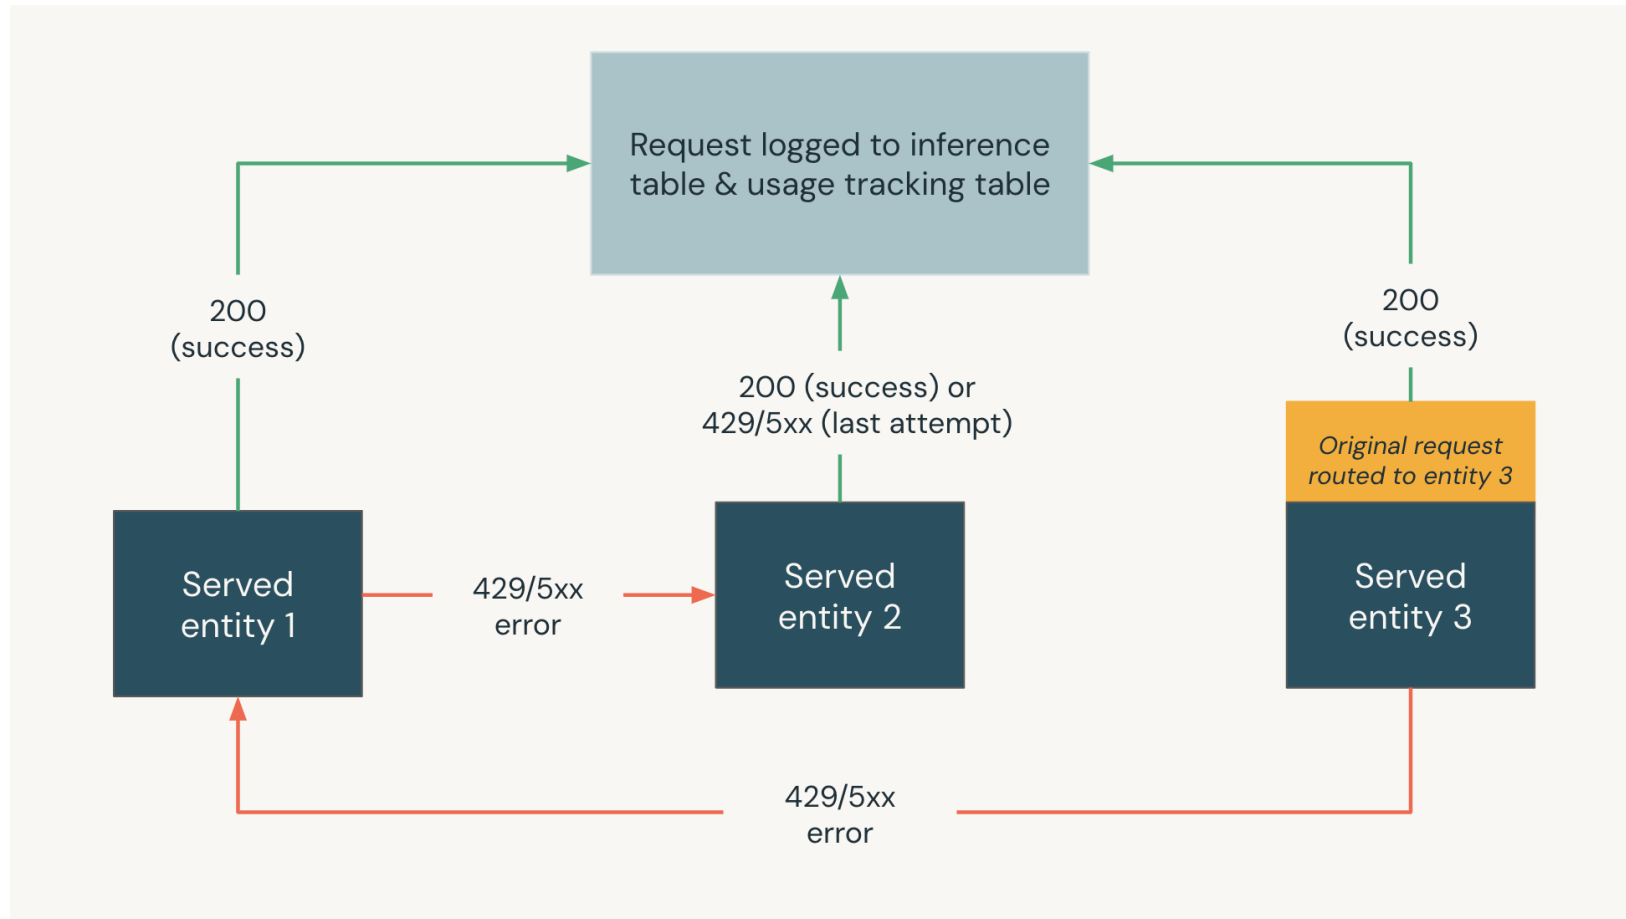 Request logged to inference
table & usage tracking table
200
(success)
200 (success) or
429/5xx (last attempt)
200
(success)
Original request
routed to entity 3
Served
entity 1
429/5xx
error
Served
entity 2
Served
entity 3
429/5xx
error